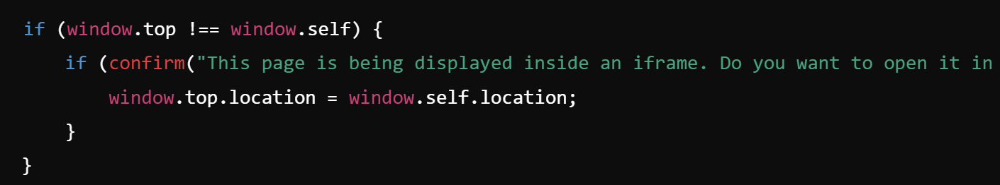 if (window.top !== window.self) {
if (confirm("This page is being displayed inside an iframe. Do you want to open it in
window.top.location = window.self.location;
}
}